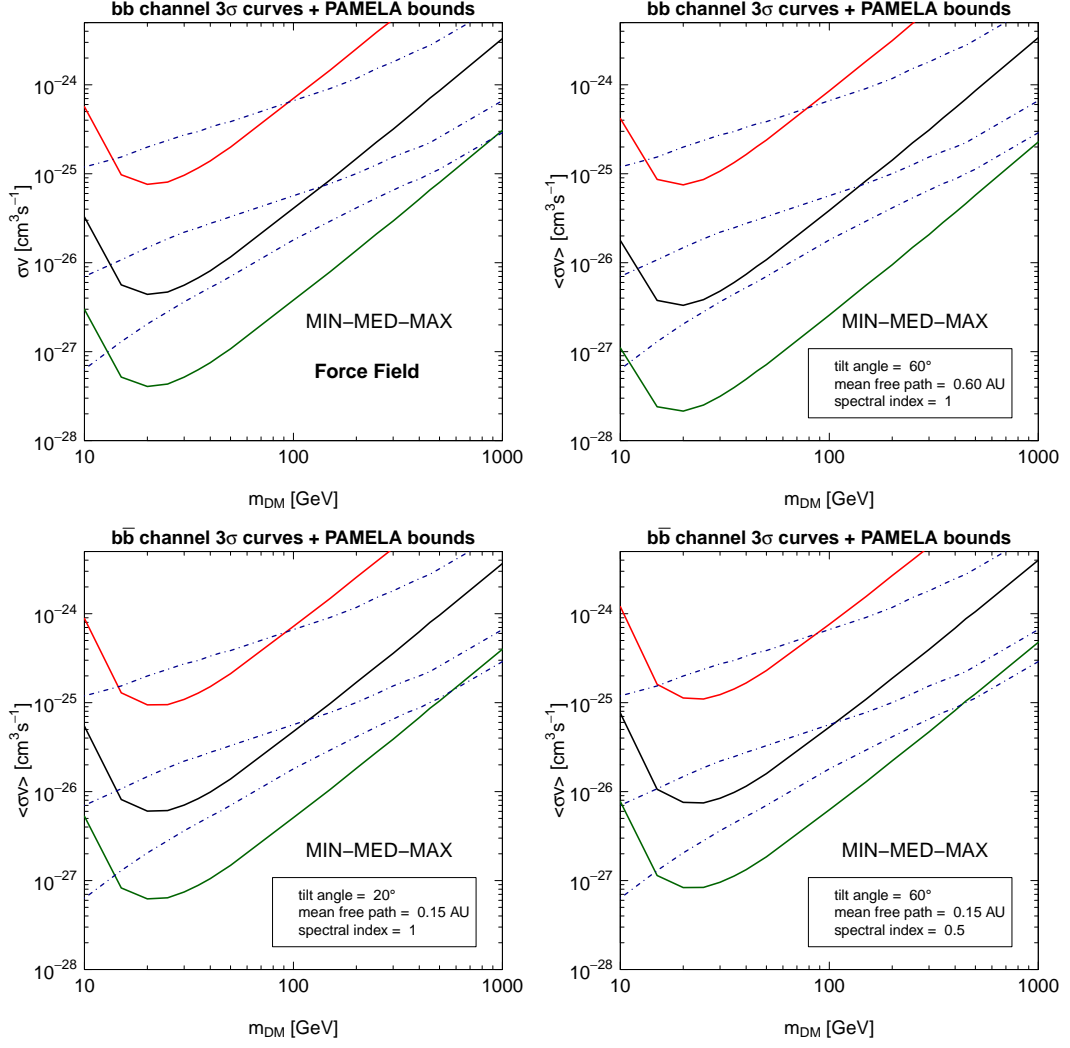 bb channel 3σ curves + PAMELA bounds
σv [cm³s⁻¹]
10⁻²⁴
10⁻²⁵
10⁻²⁶
10⁻²⁷
10⁻²⁸
MIN−MED−MAX
Force Field
10 100 1000
m_DM [GeV]
bb channel 3σ curves + PAMELA bounds
<σv> [cm³s⁻¹]
10⁻²⁴
10⁻²⁵
10⁻²⁶
10⁻²⁷
10⁻²⁸
MIN−MED−MAX
tilt angle = 60°
mean free path = 0.60 AU
spectral index = 1
10 100 1000
m_DM [GeV]
bb̅ channel 3σ curves + PAMELA bounds
<σv> [cm³s⁻¹]
10⁻²⁴
10⁻²⁵
10⁻²⁶
10⁻²⁷
10⁻²⁸
MIN−MED−MAX
tilt angle = 20°
mean free path = 0.15 AU
spectral index = 1
10 100 1000
m_DM [GeV]
bb̅ channel 3σ curves + PAMELA bounds
<σv> [cm³s⁻¹]
10⁻²⁴
10⁻²⁵
10⁻²⁶
10⁻²⁷
10⁻²⁸
MIN−MED−MAX
tilt angle = 60°
mean free path = 0.15 AU
spectral index = 0.5
10 100 1000
m_DM [GeV]